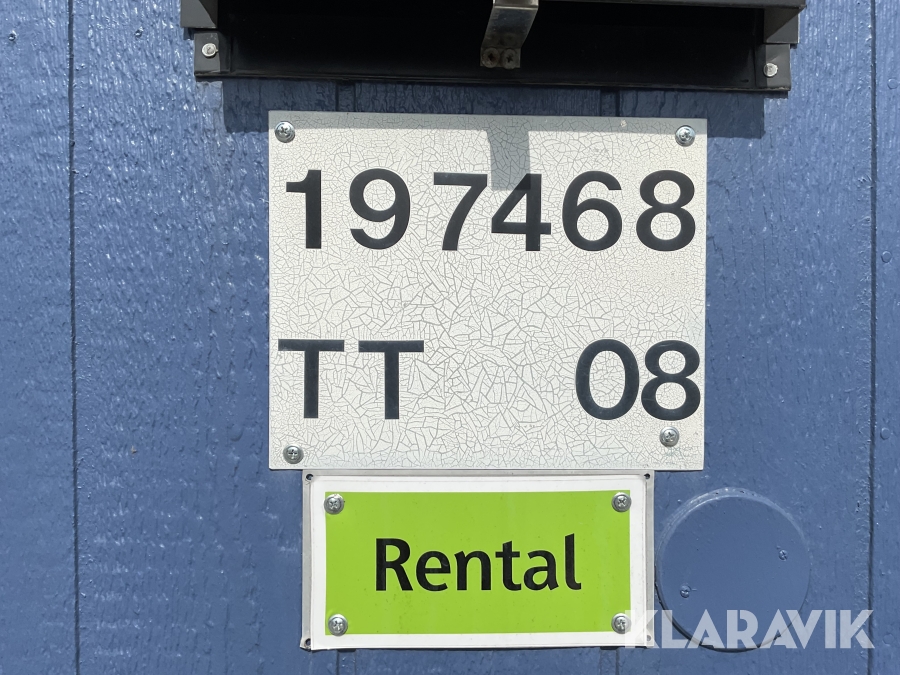 197468
TT 08
Rental
KLARAVIK